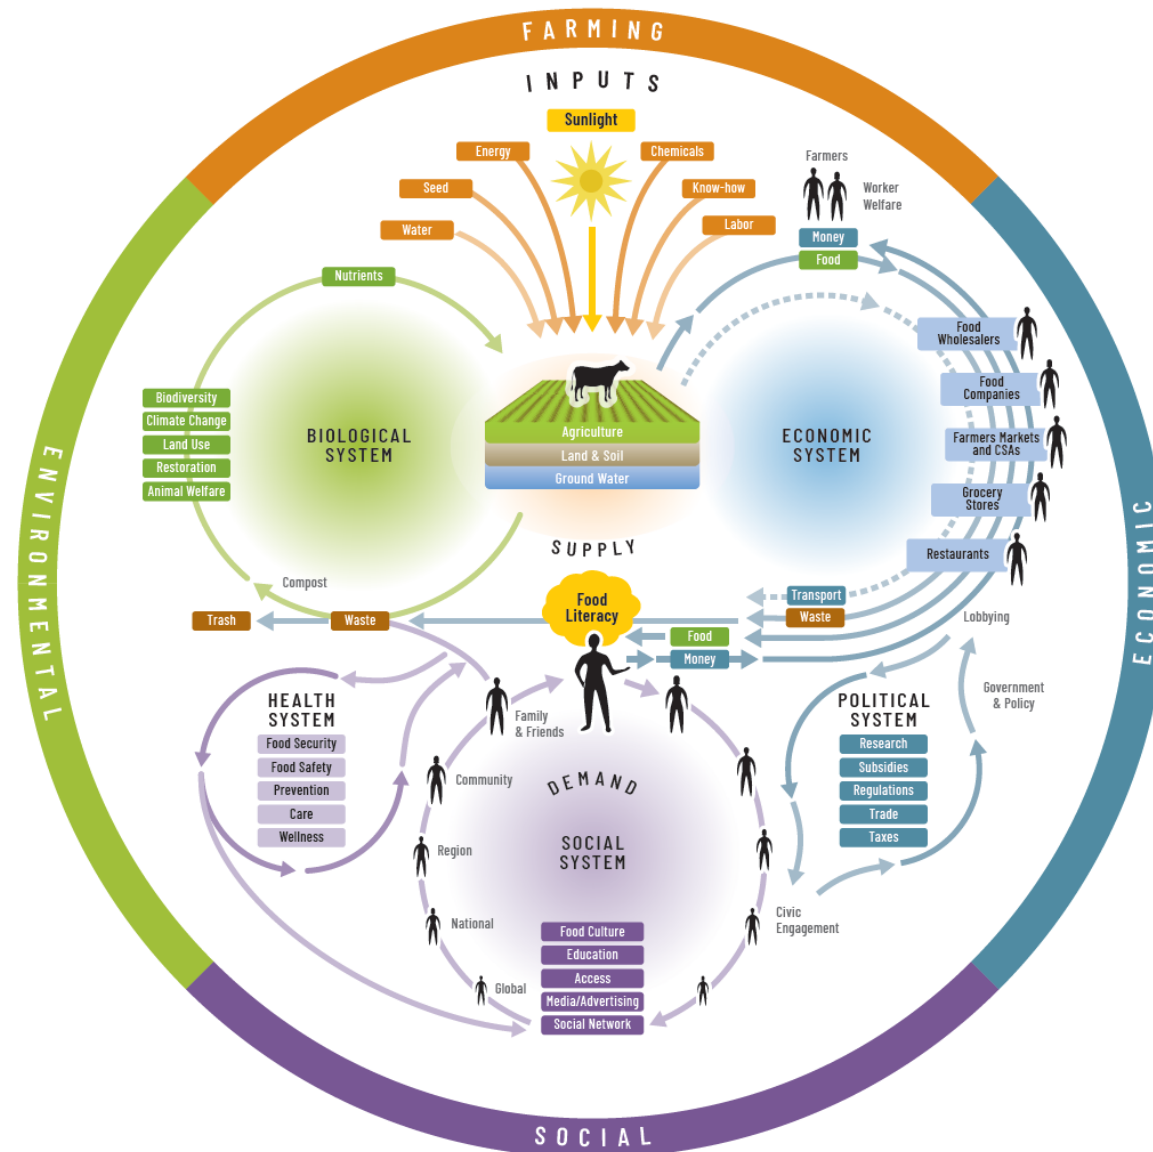 FARMING
INPUTS
Sunlight
Energy
Chemicals
Seed
Know-how
Water
Labor
Farmers
Worker
Welfare
Money
Food
Nutrients
Food
Wholesalers
Food
Companies
Farmers Markets
and CSAs
Grocery
Stores
Restaurants
Biodiversity
Climate Change
Land Use
Restoration
Animal Welfare
BIOLOGICAL
SYSTEM
Agriculture
Land & Soil
Ground Water
ECONOMIC
SYSTEM
SUPPLY
ENVIRONMENTAL
ECONOMIC
Compost
Trash
Waste
Food
Literacy
Transport
Waste
Food
Money
Lobbying
Government
& Policy
HEALTH
SYSTEM
Food Security
Food Safety
Prevention
Care
Wellness
Family
& Friends
Community
Region
National
Global
DEMAND
SOCIAL
SYSTEM
Food Culture
Education
Access
Media/Advertising
Social Network
POLITICAL
SYSTEM
Research
Subsidies
Regulations
Trade
Taxes
Civic
Engagement
SOCIAL